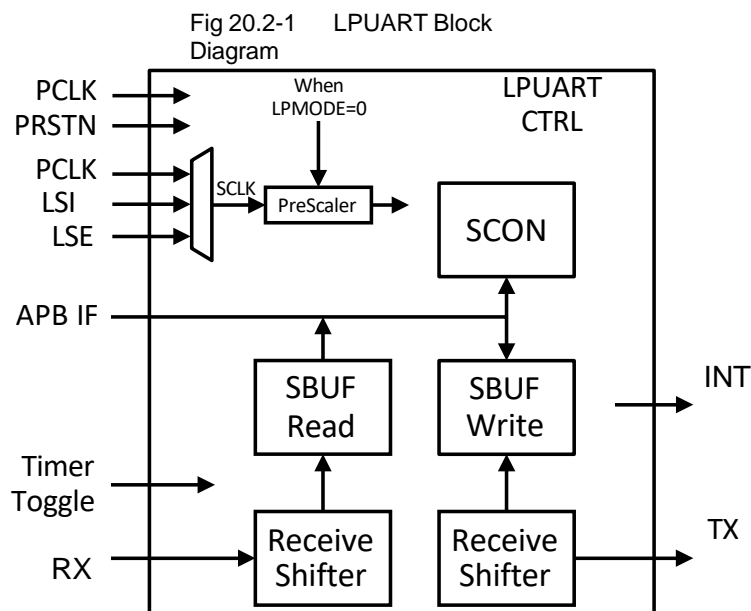 Fig 20.2-1 LPUART Block
Diagram
PCLK
PRSTN
When
LPMODE=0
LPUART
CTRL
PCLK
LSI
LSE
SCLK
PreScaler
SCON
APB IF
SBUF
Read
SBUF
Write
INT
Timer
Toggle
RX
Receive
Shifter
Receive
Shifter
TX